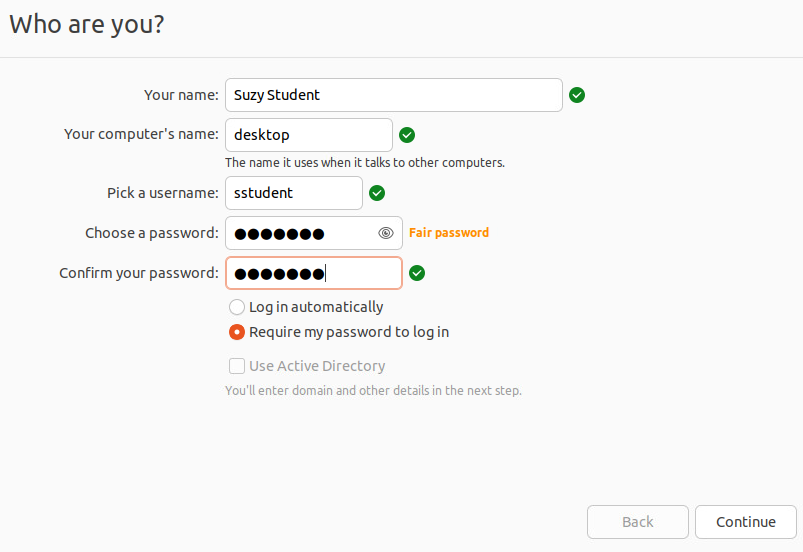 Who are you?
Your name: Suzy Student
Your computer's name: desktop
The name it uses when it talks to other computers.
Pick a username: sstudent
Choose a password: ●●●●●●● Fair password
Confirm your password: ●●●●●●●
Log in automatically
Require my password to log in
Use Active Directory
You'll enter domain and other details in the next step.
Back Continue